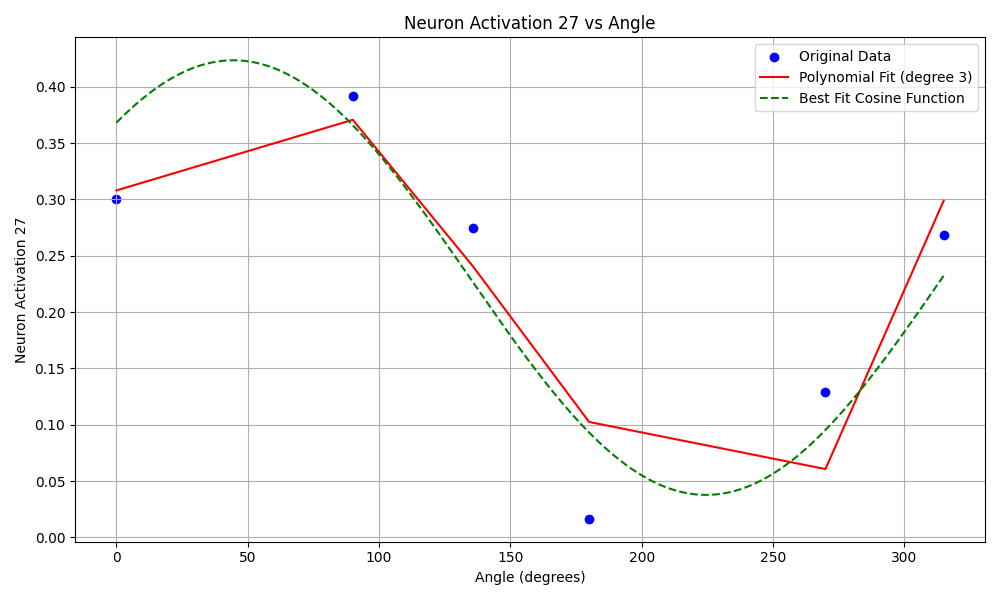 Neuron Activation 27 vs Angle
Original Data
Polynomial Fit (degree 3)
Best Fit Cosine Function
Neuron Activation 27
0.40
0.35
0.30
0.25
0.20
0.15
0.10
0.05
0.00
0 50 100 150 200 250 300
Angle (degrees)